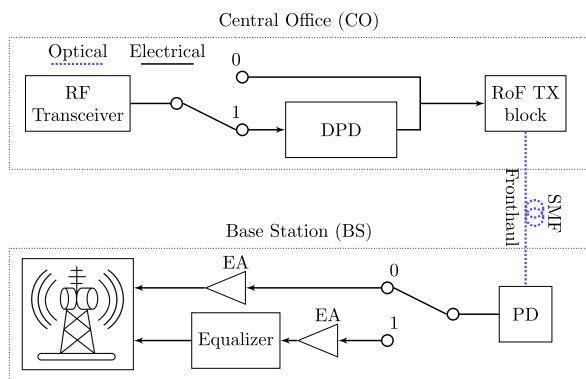 Central Office (CO)
Optical
Electrical
0
RF
Transceiver
1
DPD
RoF TX
block
Fronthaul
SMF
Base Station (BS)
EA
0
EA
1
Equalizer
PD